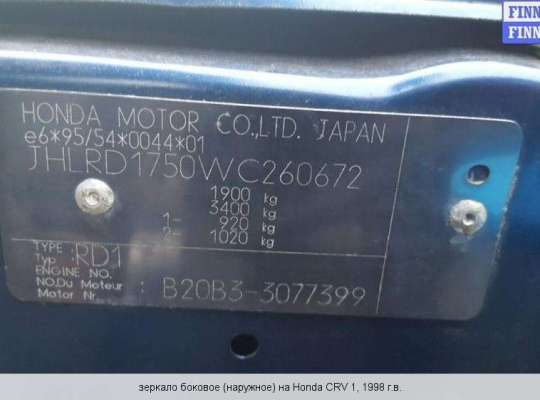 FINN
FINN
HONDA MOTOR CO.,LTD. JAPAN
e6*95/54*0044*01
JHLRD1750WC260672
1900 kg
3400 kg
1- 920 kg
2- 1020 kg
TYPE
Typ : RD1
ENGINE NO.
NO.Du Moteur : B20B3-3077399
Motor Nr
зеркало боковое (наружное) на Honda CRV 1, 1998 г.в.